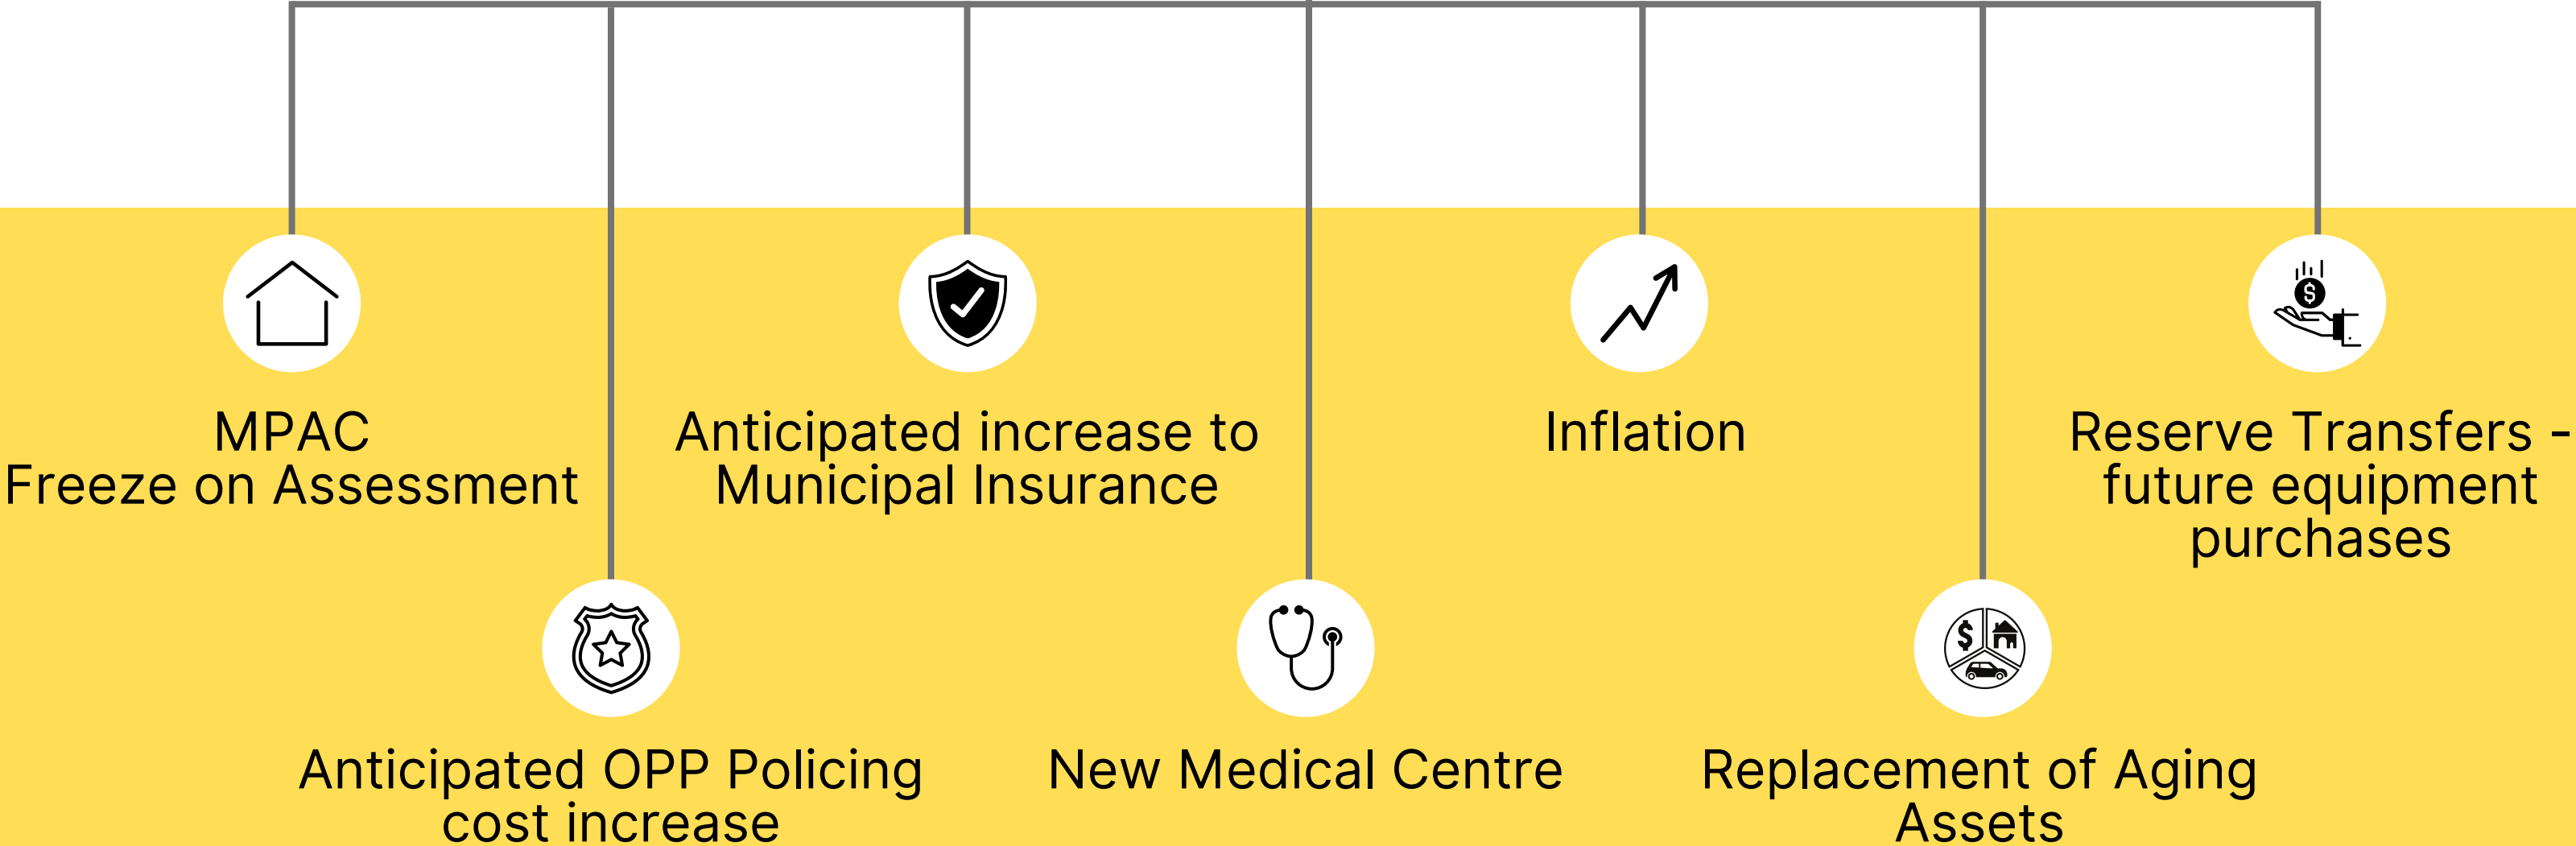 MPAC
Freeze on Assessment
Anticipated OPP Policing
cost increase
Anticipated increase to
Municipal Insurance
New Medical Centre
Inflation
Replacement of Aging
Assets
Reserve Transfers -
future equipment
purchases